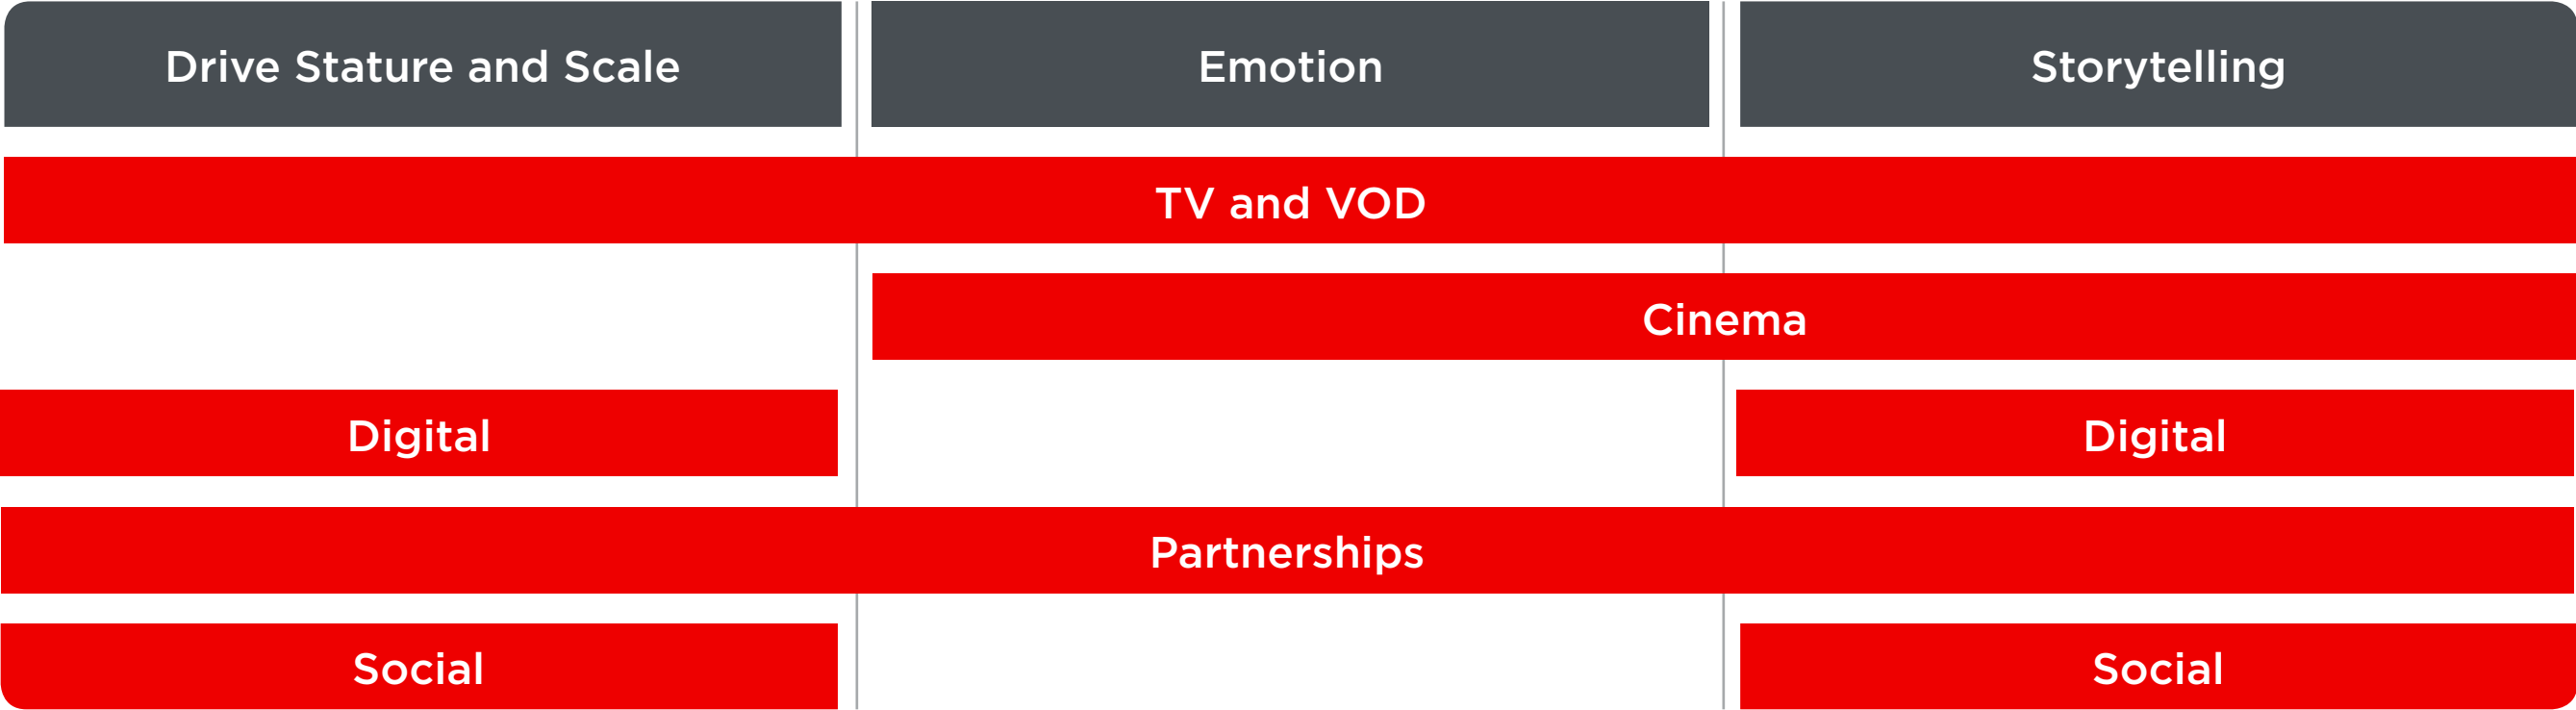 Drive Stature and Scale
Emotion
Storytelling
TV and VOD
Cinema
Digital
Digital
Partnerships
Social
Social